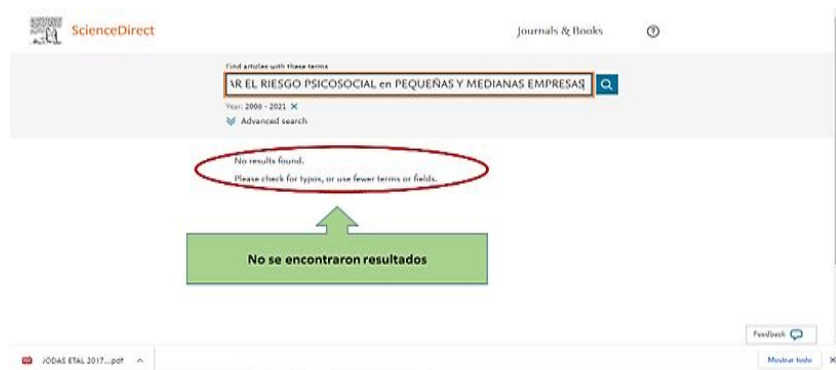 ScienceDirect
Journals & Books
Find articles with these terms
AR EL RIESGO PSICOSOCIAL en PEQUEÑAS Y MEDIANAS EMPRESAS
Year: 2000 - 2021 ×
Advanced search
No results found.
Please check for typos, or use fewer terms or fields.
No se encontraron resultados
Feedback
JODAS ETAL 2017....pdf
Mostrar todo